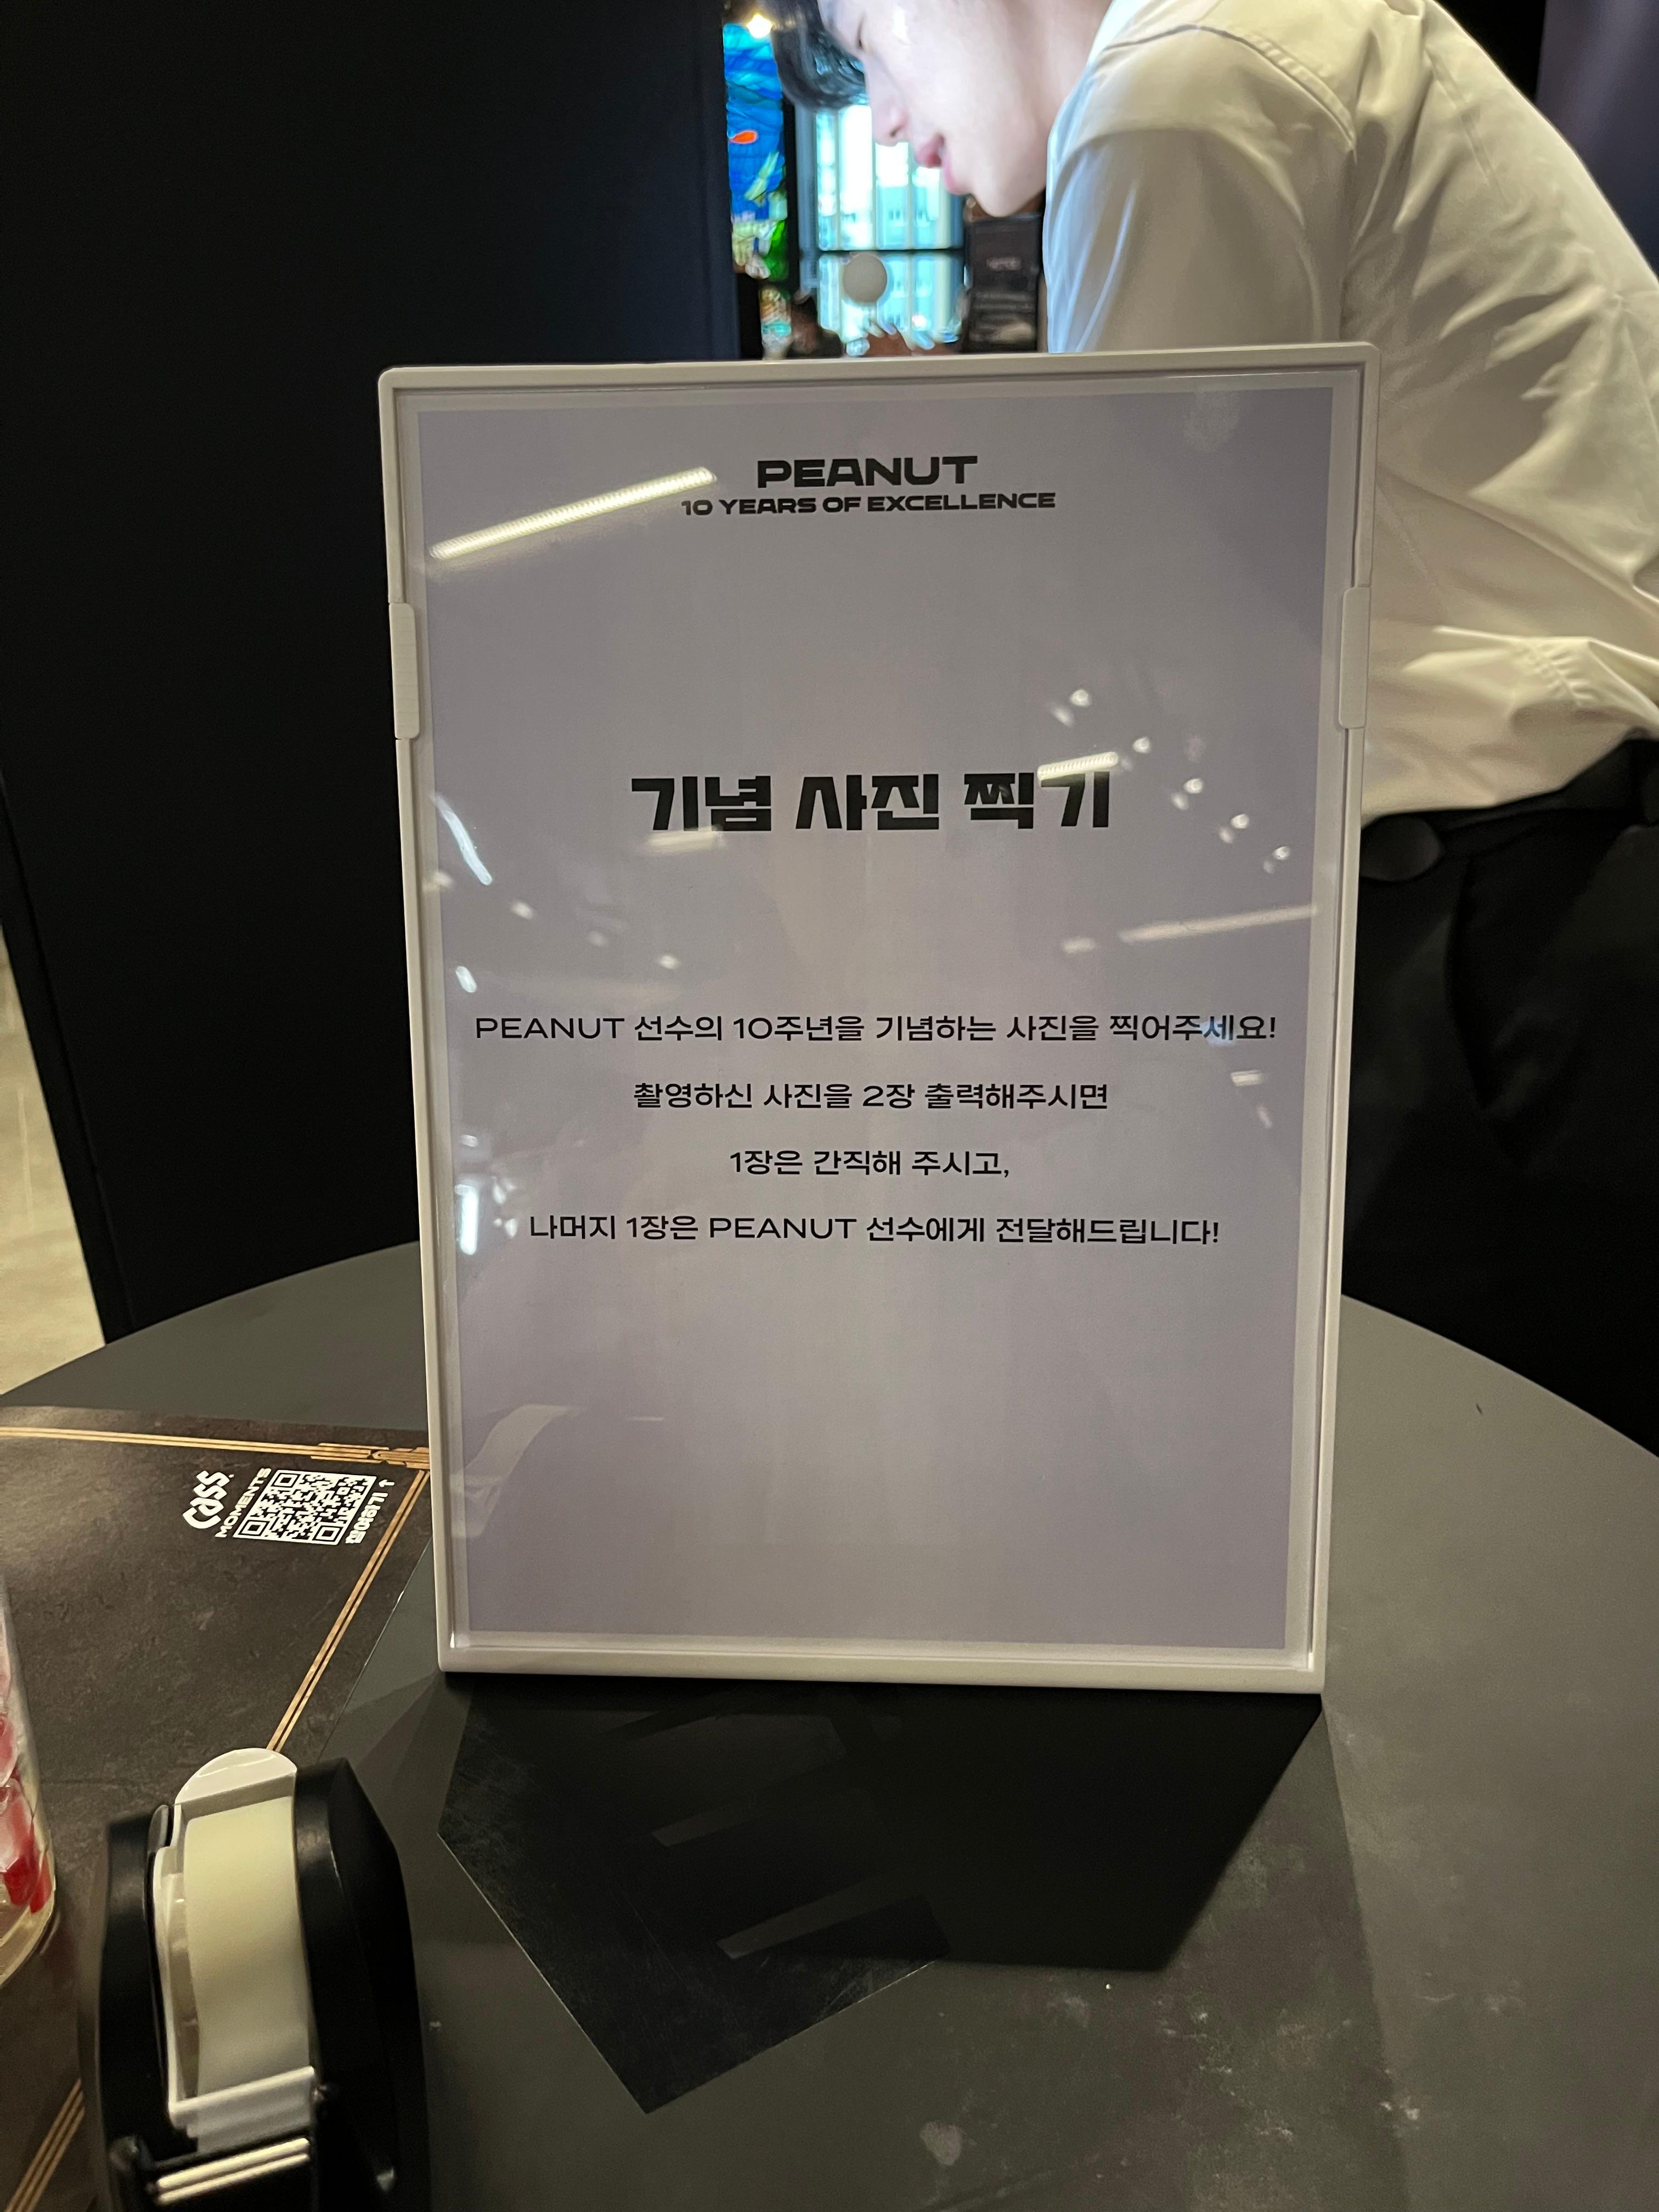 PEANUT
10 YEARS OF EXCELLENCE
기념 사진 찍기
PEANUT 선수의 10주년을 기념하는 사진을 찍어주세요!
촬영하신 사진을 2장 출력해주시면
1장은 간직해 주시고,
나머지 1장은 PEANUT 선수에게 전달해드립니다!
Cass
MOMENTS